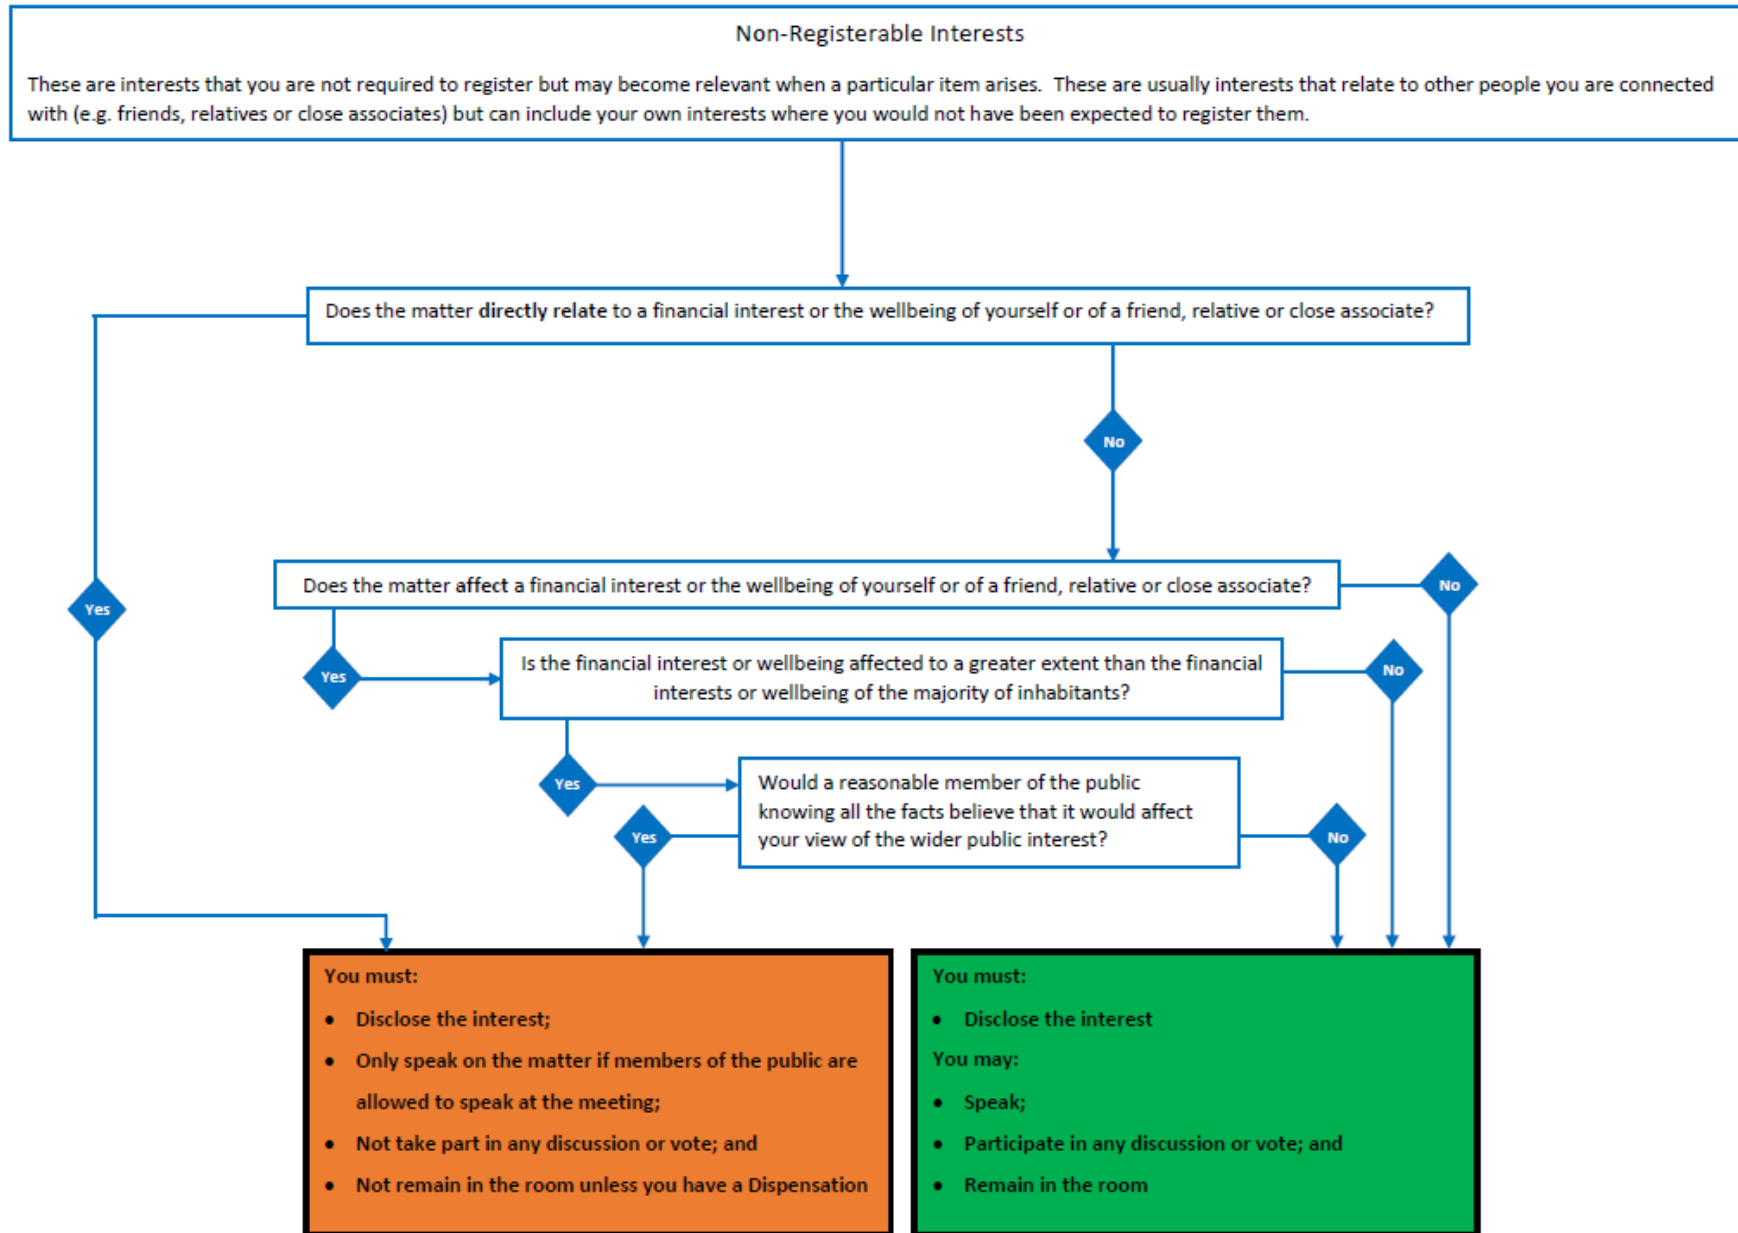 Non-Registerable Interests
These are interests that you are not required to register but may become relevant when a particular item arises.  These are usually interests that relate to other people you are connected
with (e.g. friends, relatives or close associates) but can include your own interests where you would not have been expected to register them.
Does the matter directly relate to a financial interest or the wellbeing of yourself or of a friend, relative or close associate?
No
Does the matter affect a financial interest or the wellbeing of yourself or of a friend, relative or close associate?
No
Yes
Is the financial interest or wellbeing affected to a greater extent than the financial
interests or wellbeing of the majority of inhabitants?
No
Yes
Yes
Would a reasonable member of the public
knowing all the facts believe that it would affect
your view of the wider public interest?
Yes
No
You must:
• Disclose the interest;
• Only speak on the matter if members of the public are
allowed to speak at the meeting;
• Not take part in any discussion or vote; and
• Not remain in the room unless you have a Dispensation
You must:
• Disclose the interest
You may:
• Speak;
• Participate in any discussion or vote; and
• Remain in the room